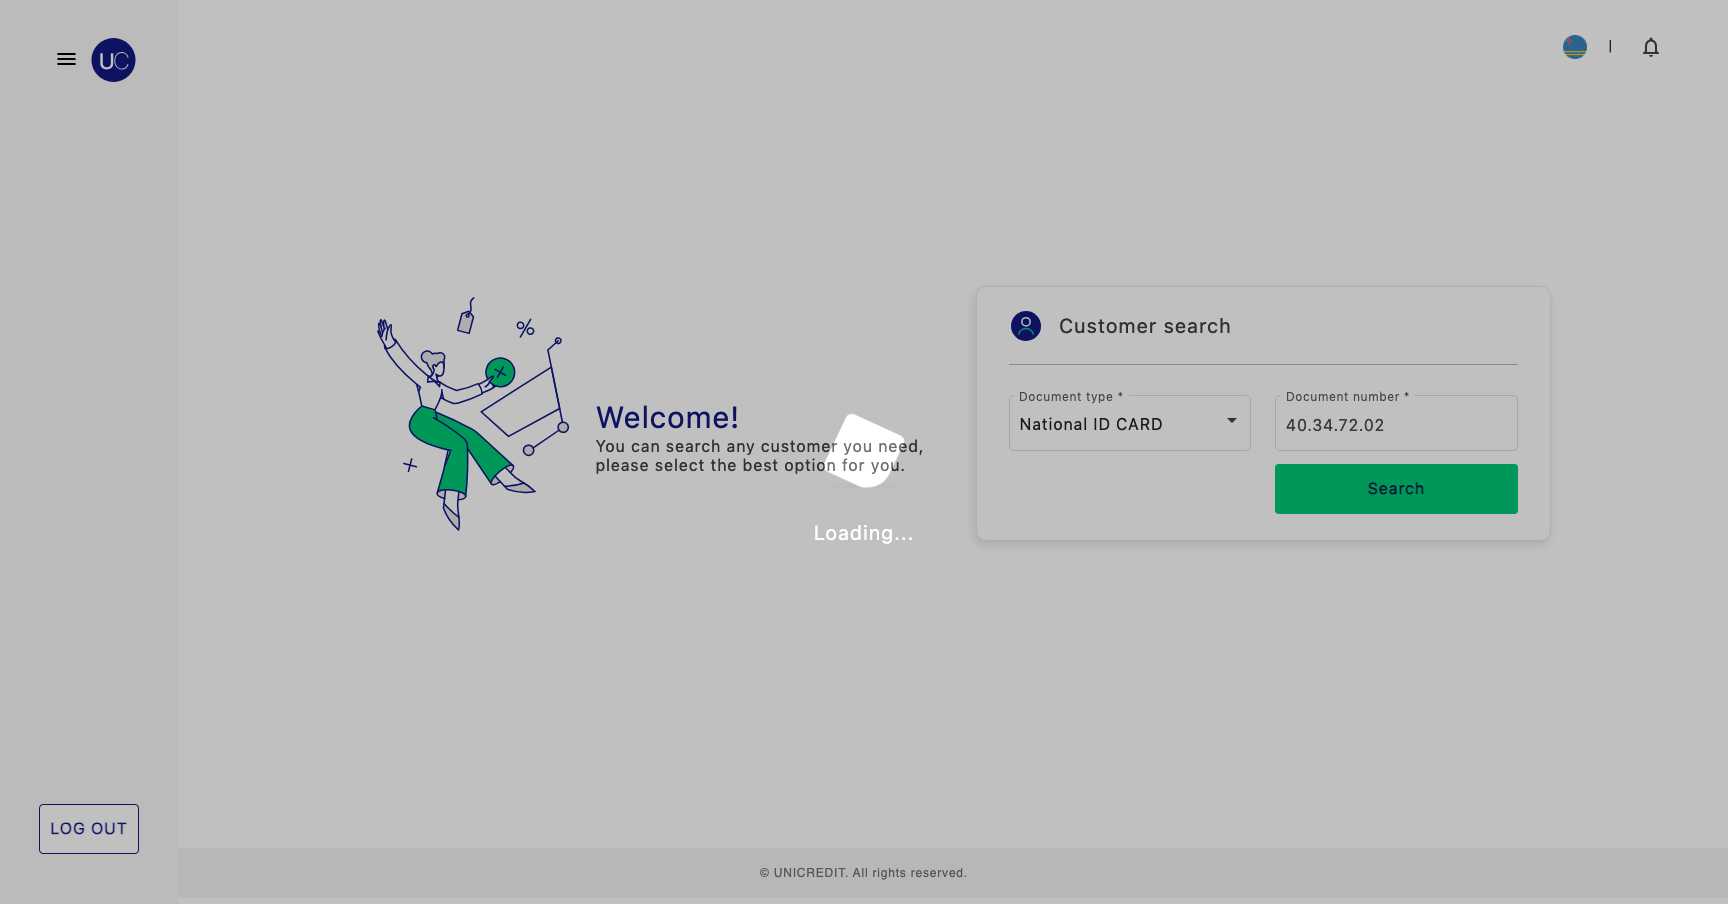 UC
Customer search
Document type *
Document number *
National ID CARD
40.34.72.02
Search
Welcome!
You can search any customer you need,
please select the best option for you.
Loading...
LOG OUT
© UNICREDIT. All rights reserved.